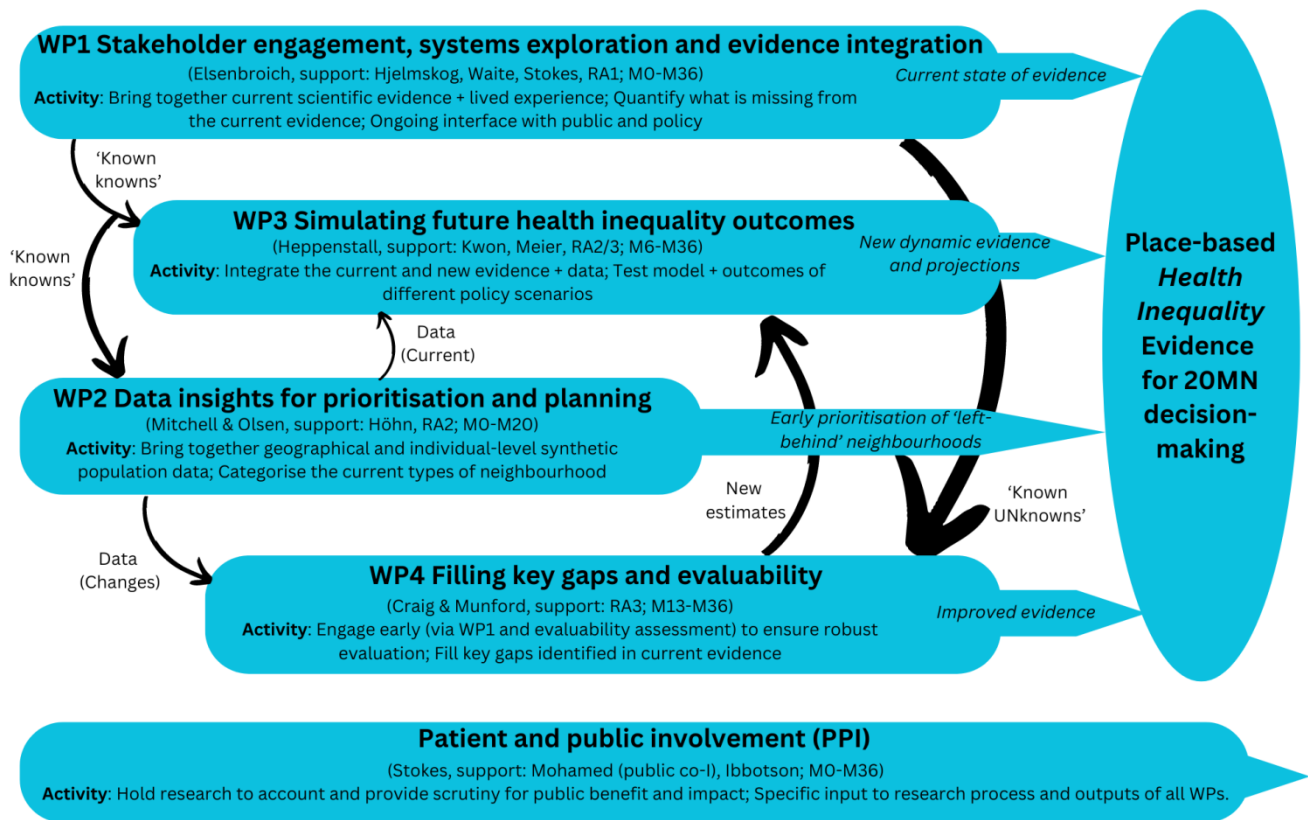 WP1 Stakeholder engagement, systems exploration and evidence integration
(Elsenbroich, support: Hjelmskog, Waite, Stokes, RA1; M0-M36)
Activity: Bring together current scientific evidence + lived experience; Quantify what is missing from
the current evidence; Ongoing interface with public and policy
Current state of evidence
‘Known
knowns’
WP3 Simulating future health inequality outcomes
(Heppenstall, support: Kwon, Meier, RA2/3; M6-M36)
Activity: Integrate the current and new evidence + data; Test model + outcomes of
different policy scenarios
New dynamic evidence
and projections
‘Known
knowns’
Data
(Current)
WP2 Data insights for prioritisation and planning
(Mitchell & Olsen, support: Höhn, RA2; M0-M20)
Activity: Bring together geographical and individual-level synthetic
population data; Categorise the current types of neighbourhood
Early prioritisation of ‘left-
behind’ neighbourhoods
New
estimates
‘Known
UNknowns’
Data
(Changes)
WP4 Filling key gaps and evaluability
(Craig & Munford, support: RA3; M13-M36)
Activity: Engage early (via WP1 and evaluability assessment) to ensure robust
evaluation; Fill key gaps identified in current evidence
Improved evidence
Place-based
Health
Inequality
Evidence
for 20MN
decision-
making
Patient and public involvement (PPI)
(Stokes, support: Mohamed (public co-I), Ibbotson; M0-M36)
Activity: Hold research to account and provide scrutiny for public benefit and impact; Specific input to research process and outputs of all WPs.